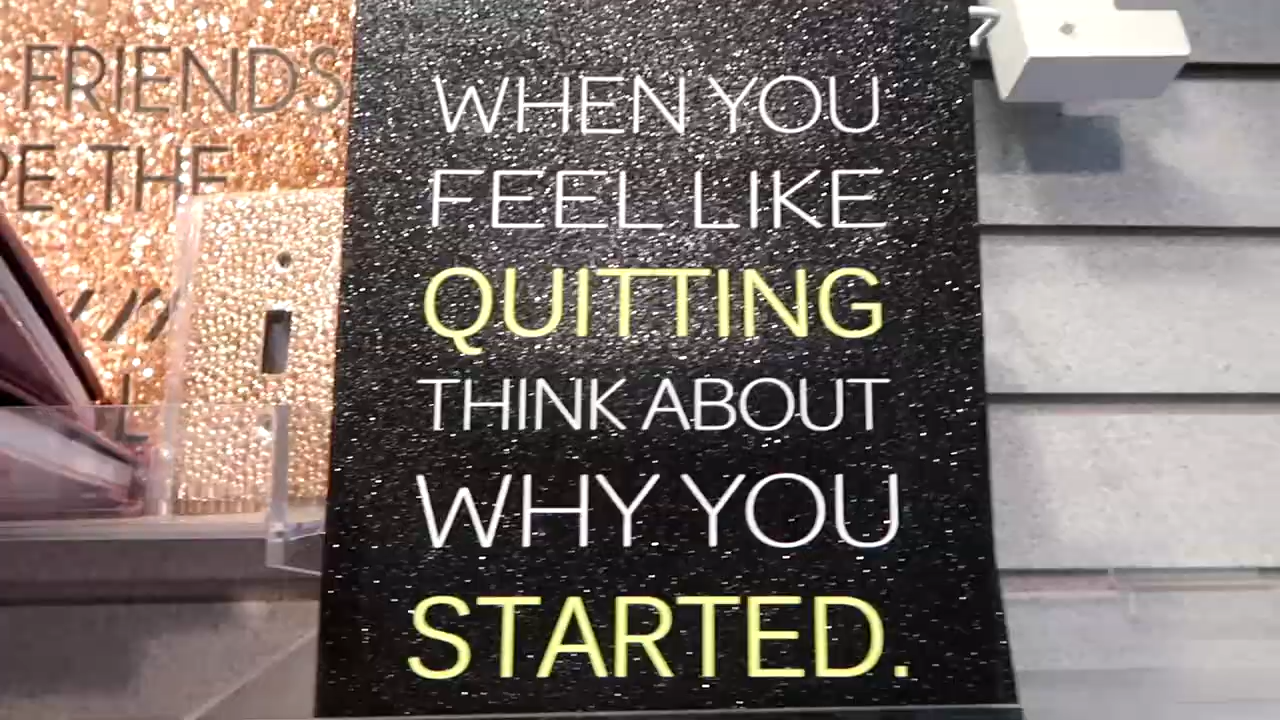 FRIENDS
THE
WHEN YOU
FEEL LIKE
QUITTING
THINK ABOUT
WHY YOU
STARTED.